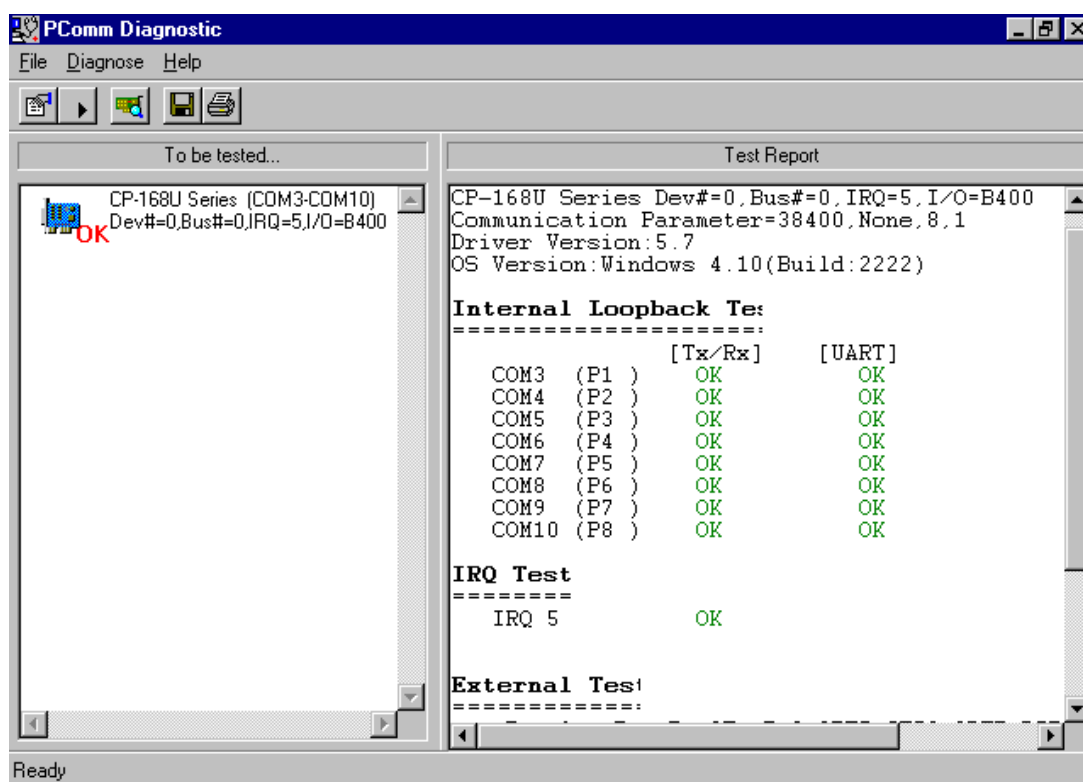 PComm Diagnostic
File Diagnose Help
To be tested...
CP-168U Series (COM3-COM10)
Dev#=0,Bus#=0,IRQ=5,I/O=B400
OK
Test Report
CP-168U Series Dev#=0,Bus#=0,IRQ=5,I/O=B400
Communication Parameter=38400,None,8,1
Driver Version:5.7
OS Version:Windows 4.10(Build:2222)
Internal Loopback Tes
=====================
[Tx/Rx] [UART]
COM3 (P1 ) OK OK
COM4 (P2 ) OK OK
COM5 (P3 ) OK OK
COM6 (P4 ) OK OK
COM7 (P5 ) OK OK
COM8 (P6 ) OK OK
COM9 (P7 ) OK OK
COM10 (P8 ) OK OK
IRQ Test
========
IRQ 5 OK
External Test
=============
Ready